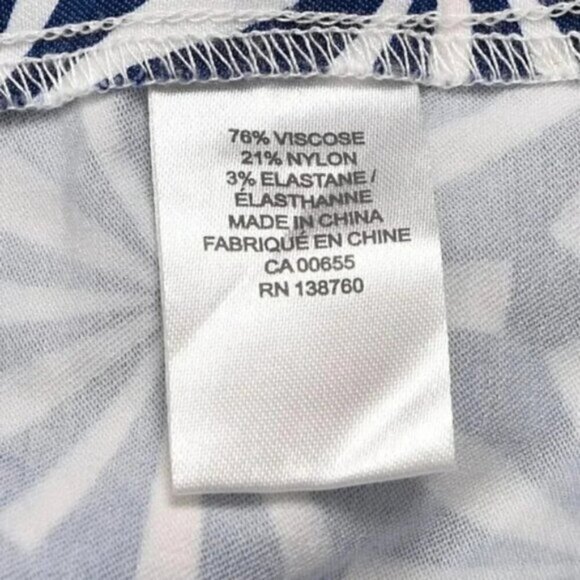 76% VISCOSE
21% NYLON
3% ELASTANE /
ÉLASTHANNE
MADE IN CHINA
FABRIQUÉ EN CHINE
CA 00655
RN 138760